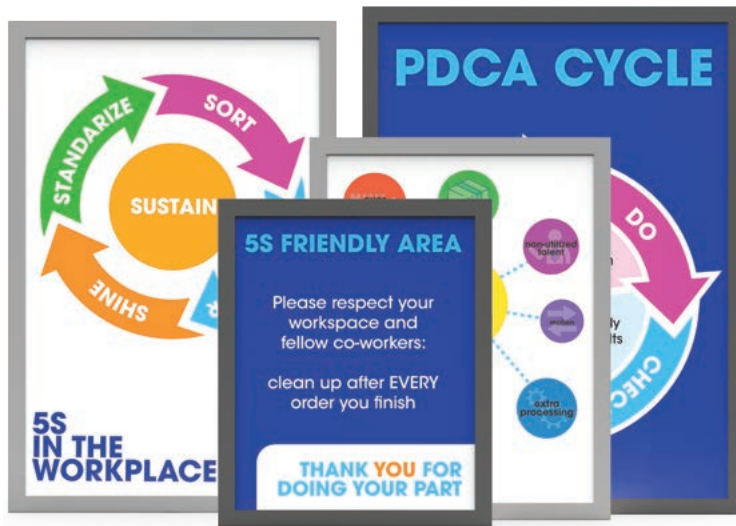 STANDARIZE
SORT
SUSTAIN
SHINE
5S
IN THE
WORKPLACE
PDCA CYCLE
DO
non-utilized
talent
motion
extra
processing
5S FRIENDLY AREA
Please respect your
workspace and
fellow co-workers:
clean up after EVERY
order you finish
THANK YOU FOR
DOING YOUR PART